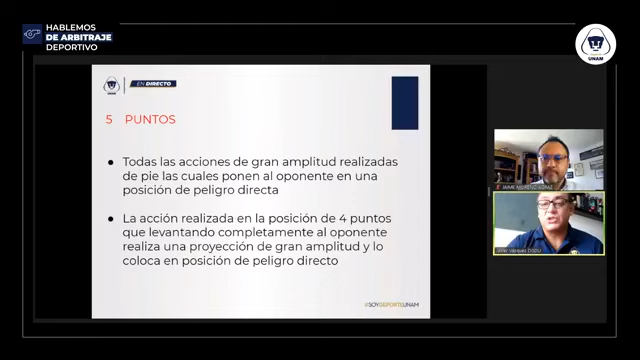 HABLEMOS
DE ARBITRAJE
DEPORTIVO
UNAM
UNAM
EN DIRECTO
5 PUNTOS
● Todas las acciones de gran amplitud realizadas
de pie las cuales ponen al oponente en una
posición de peligro directa
● La acción realizada en la posición de 4 puntos
que levantando completamente al oponente
realiza una proyección de gran amplitud y lo
coloca en posición de peligro directo
#SOYDEPORTEUNAM
JAIME MORENO